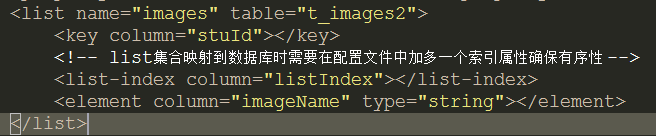 <list name="images" table="t_images2">
<key column="stuId"></key>
<!-- list集合映射到数据库时需要在配置文件中加多一个索引属性确保有序性 -->
<list-index column="listIndex"></list-index>
<element column="imageName" type="string"></element>
</list>